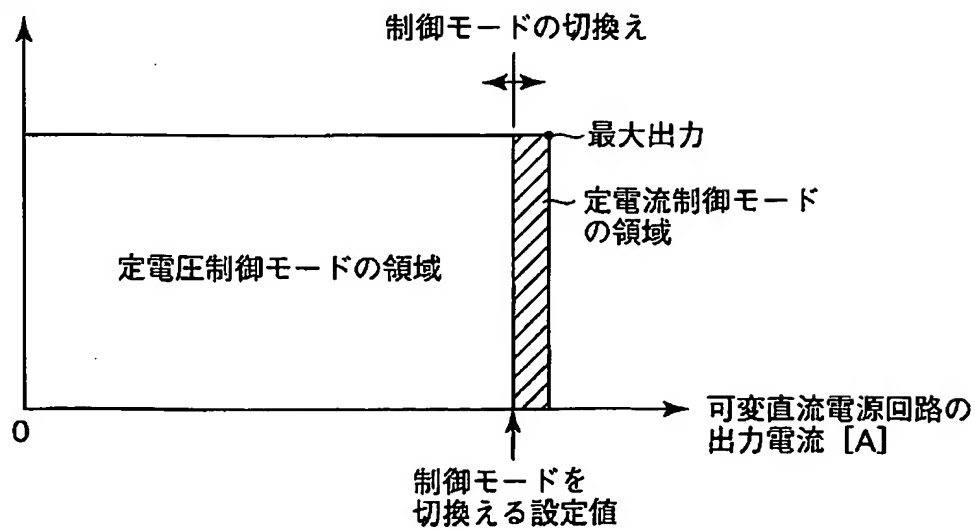 制御モードの切換え
最大出力
定電流制御モード
の領域
定電圧制御モードの領域
0
可変直流電源回路の
出力電流 [A]
制御モードを
切換える設定値